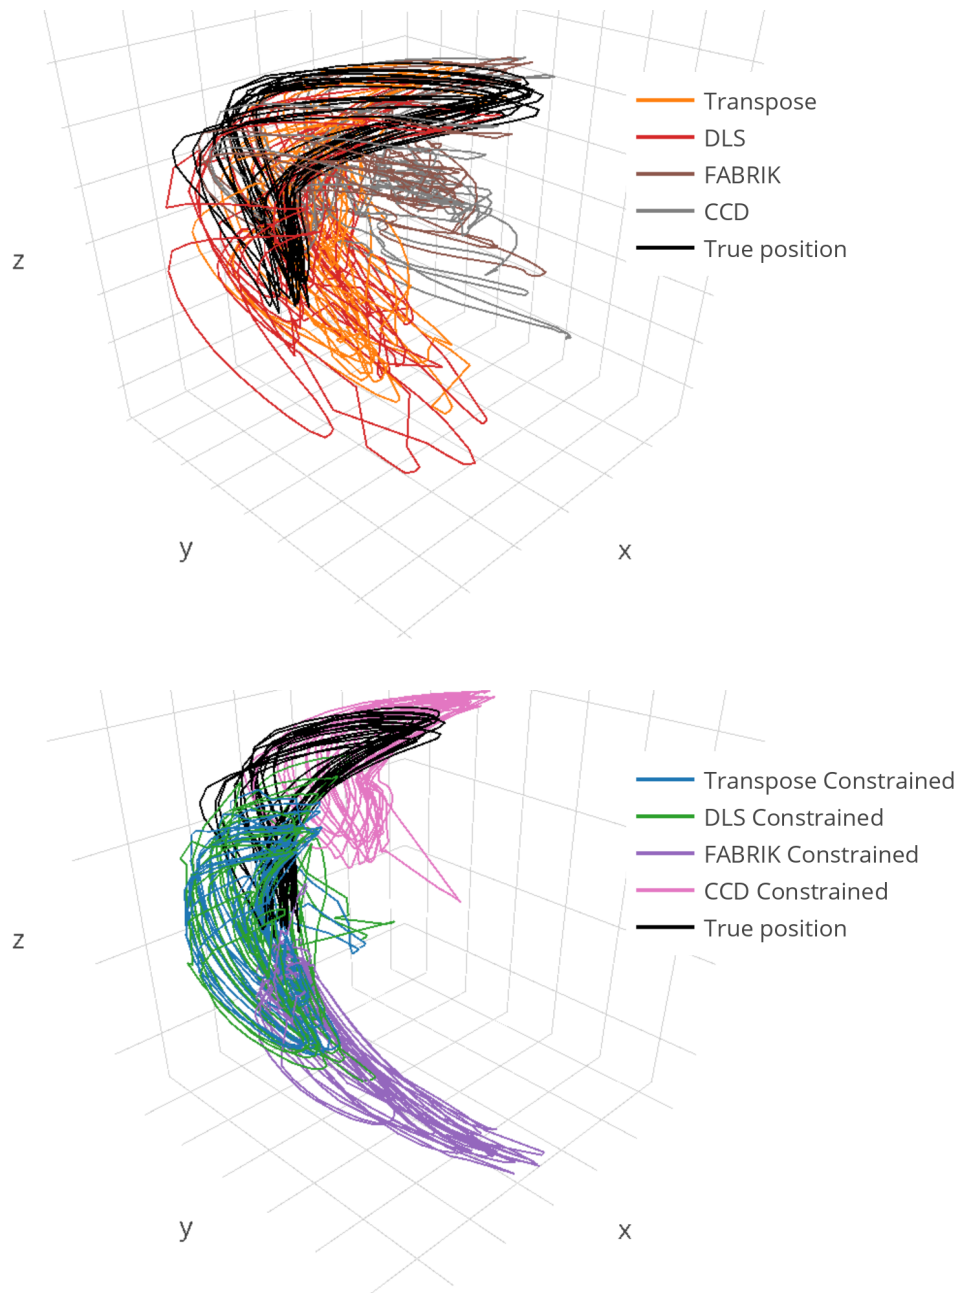 Transpose
DLS
FABRIK
CCD
True position
z
y
x
Transpose Constrained
DLS Constrained
FABRIK Constrained
CCD Constrained
True position
z
y
x